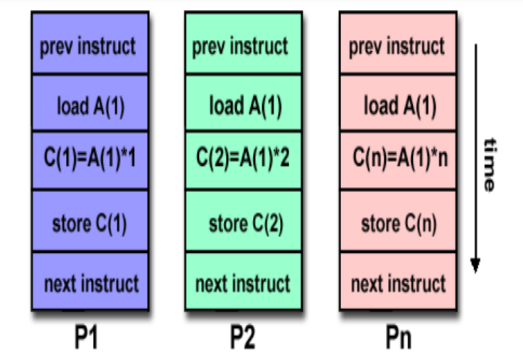 prev instruct
load A(1)
C(1)=A(1)*1
store C(1)
next instruct
P1
prev instruct
load A(1)
C(2)=A(1)*2
store C(2)
next instruct
P2
prev instruct
load A(1)
C(n)=A(1)*n
store C(n)
next instruct
Pn
time